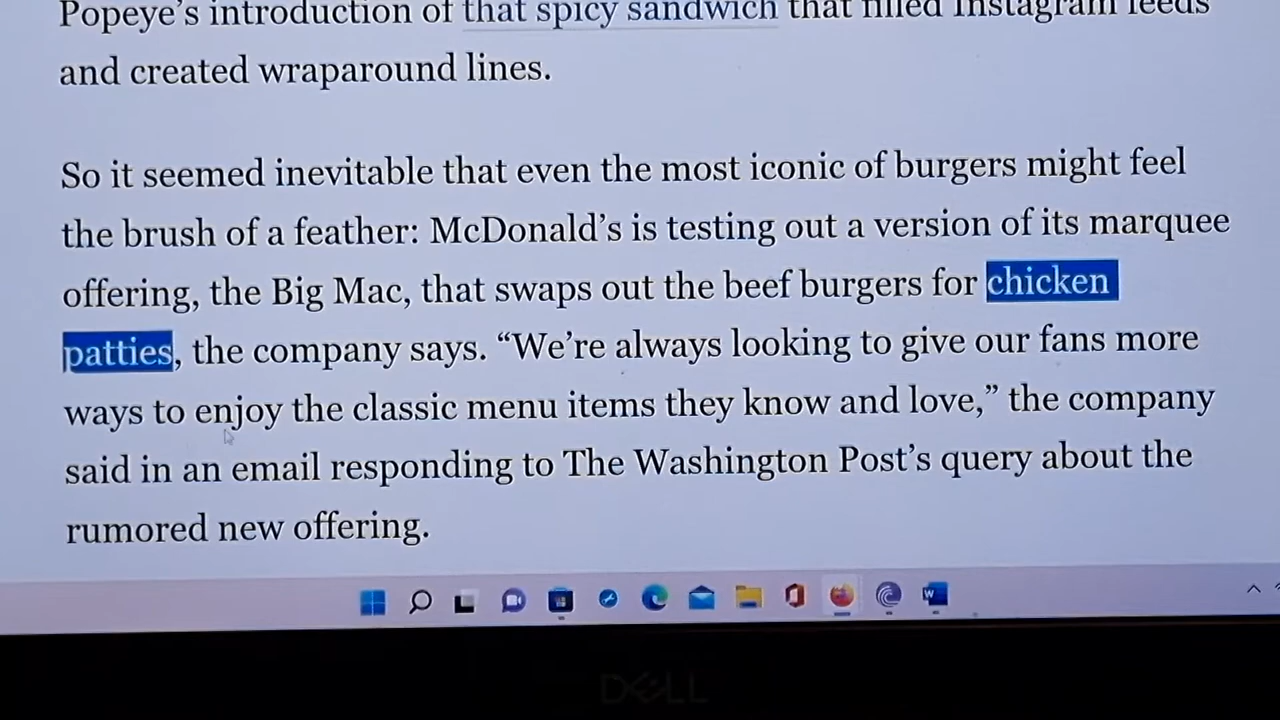 Popeye’s introduction of that spicy sandwich that filled Instagram feeds
and created wraparound lines.
So it seemed inevitable that even the most iconic of burgers might feel
the brush of a feather: McDonald’s is testing out a version of its marquee
offering, the Big Mac, that swaps out the beef burgers for chicken
patties, the company says. “We’re always looking to give our fans more
ways to enjoy the classic menu items they know and love,” the company
said in an email responding to The Washington Post’s query about the
rumored new offering.
W
DELL